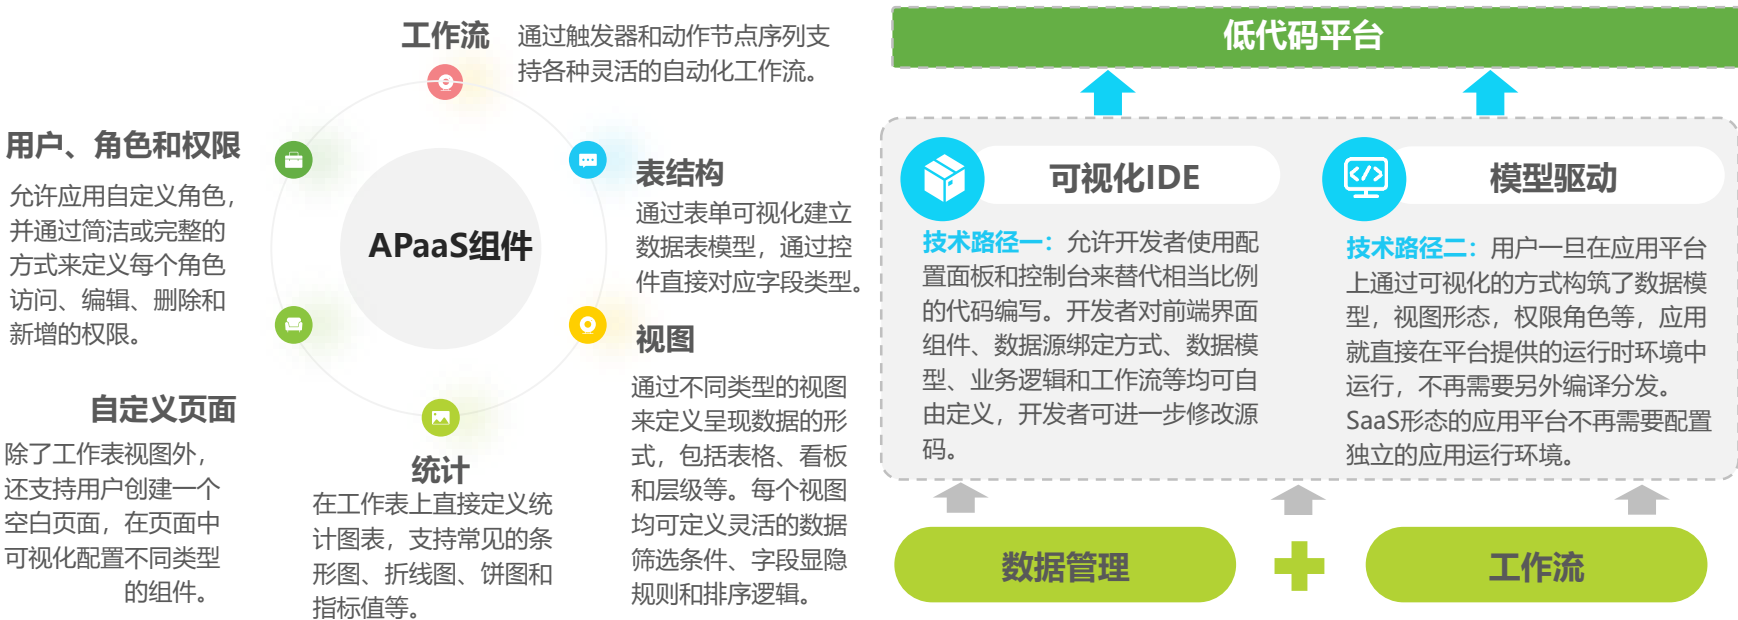 工作流
通过触发器和动作节点序列支
持各种灵活的自动化工作流。
用户、角色和权限
允许应用自定义角色，
并通过简洁或完整的
方式来定义每个角色
访问、编辑、删除和
新增的权限。
APaaS组件
表结构
通过表单可视化建立
数据表模型，通过控
件直接对应字段类型。
视图
通过不同类型的视图
来定义呈现数据的形
式，包括表格、看板
和层级等。每个视图
均可定义灵活的数据
筛选条件、字段显隐
规则和排序逻辑。
自定义页面
除了工作表视图外，
还支持用户创建一个
空白页面，在页面中
可视化配置不同类型
的组件。
统计
在工作表上直接定义统
计图表，支持常见的条
形图、折线图、饼图和
指标值等。
低代码平台
可视化IDE
技术路径一：允许开发者使用配
置面板和控制台来替代相当比例
的代码编写。开发者对前端界面
组件、数据源绑定方式、数据模
型、业务逻辑和工作流等均可自
由定义，开发者可进一步修改源
码。
模型驱动
技术路径二：用户一旦在应用平台
上通过可视化的方式构筑了数据模
型，视图形态，权限角色等，应用
就直接在平台提供的运行时环境中
运行，不再需要另外编译分发。
SaaS形态的应用平台不再需要配置
独立的应用运行环境。
数据管理
工作流